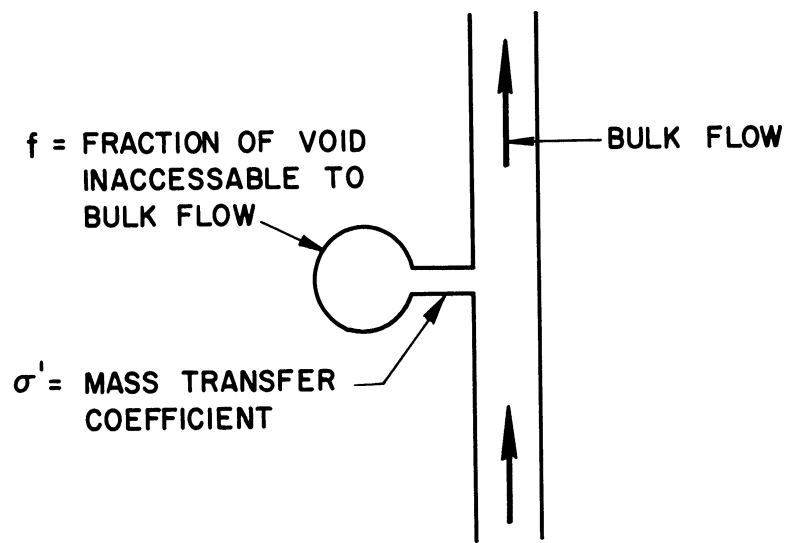 f = FRACTION OF VOID
INACCESSABLE TO
BULK FLOW
BULK FLOW
σ' = MASS TRANSFER
COEFFICIENT